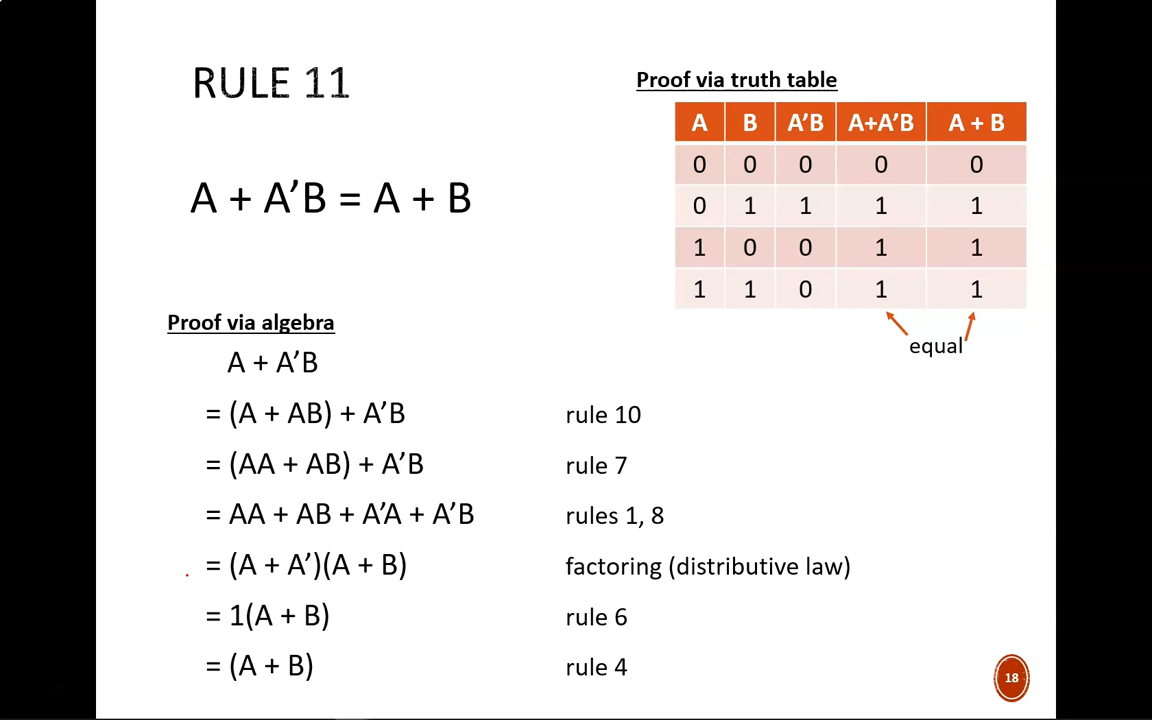 RULE 11
A + A’B = A + B
Proof via truth table
A B A’B A+A’B A + B
0 0 0 0 0
0 1 1 1 1
1 0 0 1 1
1 1 0 1 1
equal
Proof via algebra
A + A’B
= (A + AB) + A’B rule 10
= (AA + AB) + A’B rule 7
= AA + AB + A’A + A’B rules 1, 8
= (A + A’)(A + B) factoring (distributive law)
= 1(A + B) rule 6
= (A + B) rule 4
18